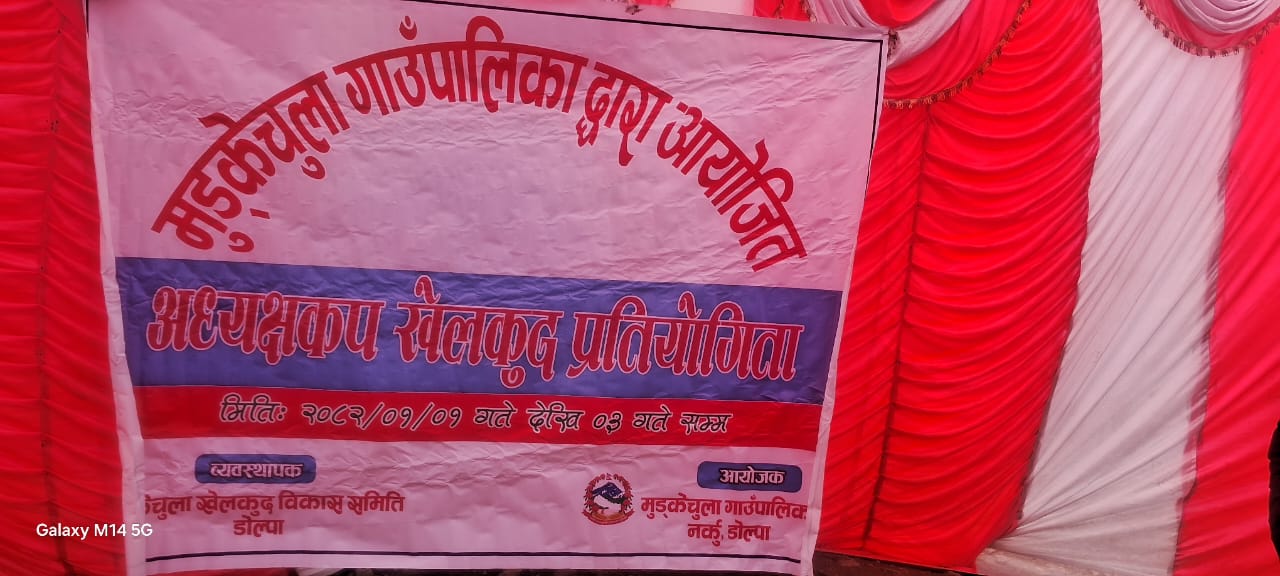 मुड्केचुला गाउँपालिका द्धारा आयोजित
अध्यक्षकप खेलकुद प्रतियोगिता
मितिः २०८२/०१/०१ गते देखि ०३ गते सम्म
व्यवस्थापक
केचुला खेलकुद विकास समिति
डोल्पा
आयोजक
मुड्केचुला गाउँपालिक
नर्कु, डोल्पा
Galaxy M14 5G